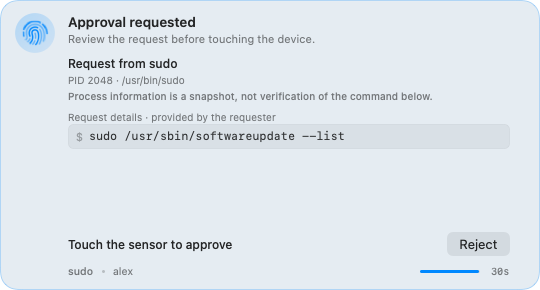 Approval requested
Review the request before touching the device.
Request from sudo
PID 2048 · /usr/bin/sudo
Process information is a snapshot, not verification of the command below.
Request details · provided by the requester
$ sudo /usr/sbin/softwareupdate --list
Touch the sensor to approve
Reject
sudo • alex
30s